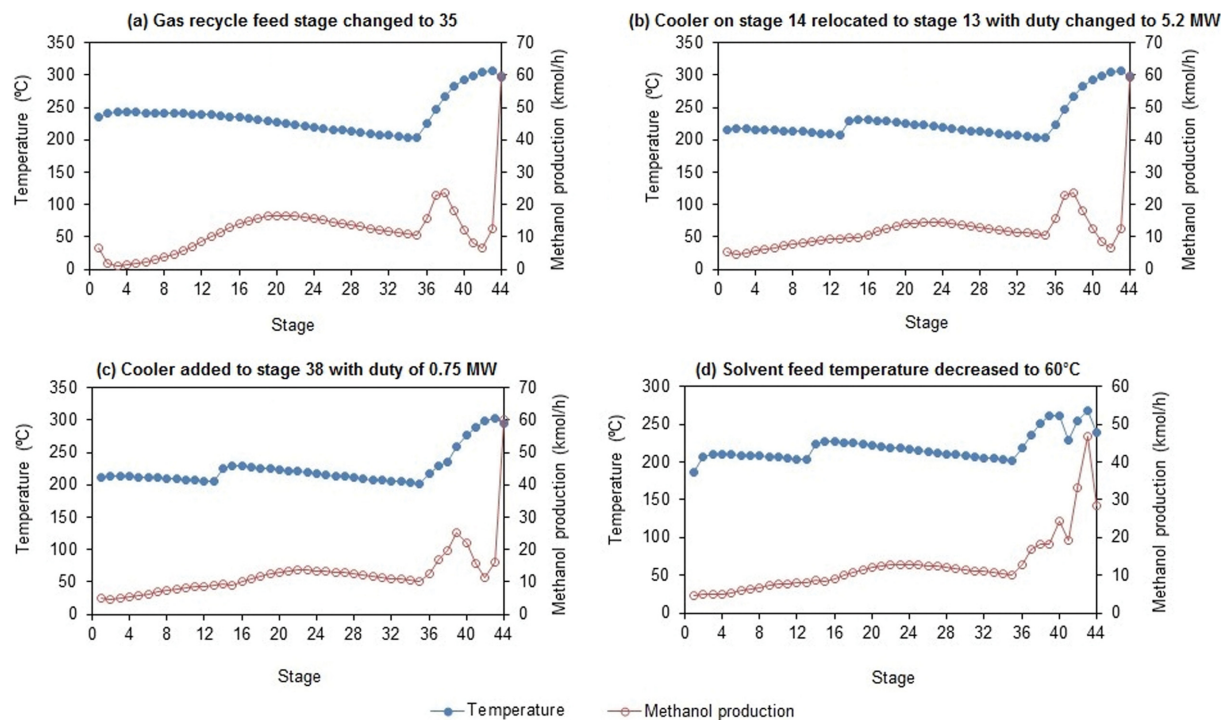 (a) Gas recycle feed stage changed to 35
350
300
250
200
150
100
50
0
Temperature (ºC)
70
60
50
40
30
20
10
0
Methanol production (kmol/h)
0 4 8 12 16 20 24 28 32 36 40 44
Stage
(b) Cooler on stage 14 relocated to stage 13 with duty changed to 5.2 MW
350
300
250
200
150
100
50
0
Temperature (ºC)
70
60
50
40
30
20
10
0
Methanol production (kmol/h)
0 4 8 12 16 20 24 28 32 36 40 44
Stage
(c) Cooler added to stage 38 with duty of 0.75 MW
350
300
250
200
150
100
50
0
Temperature (ºC)
70
60
50
40
30
20
10
0
Methanol production (kmol/h)
0 4 8 12 16 20 24 28 32 36 40 44
Stage
(d) Solvent feed temperature decreased to 60°C
300
250
200
150
100
50
0
Temperature (ºC)
60
50
40
30
20
10
0
Methanol production (kmol/h)
0 4 8 12 16 20 24 28 32 36 40 44
Stage
Temperature
Methanol production